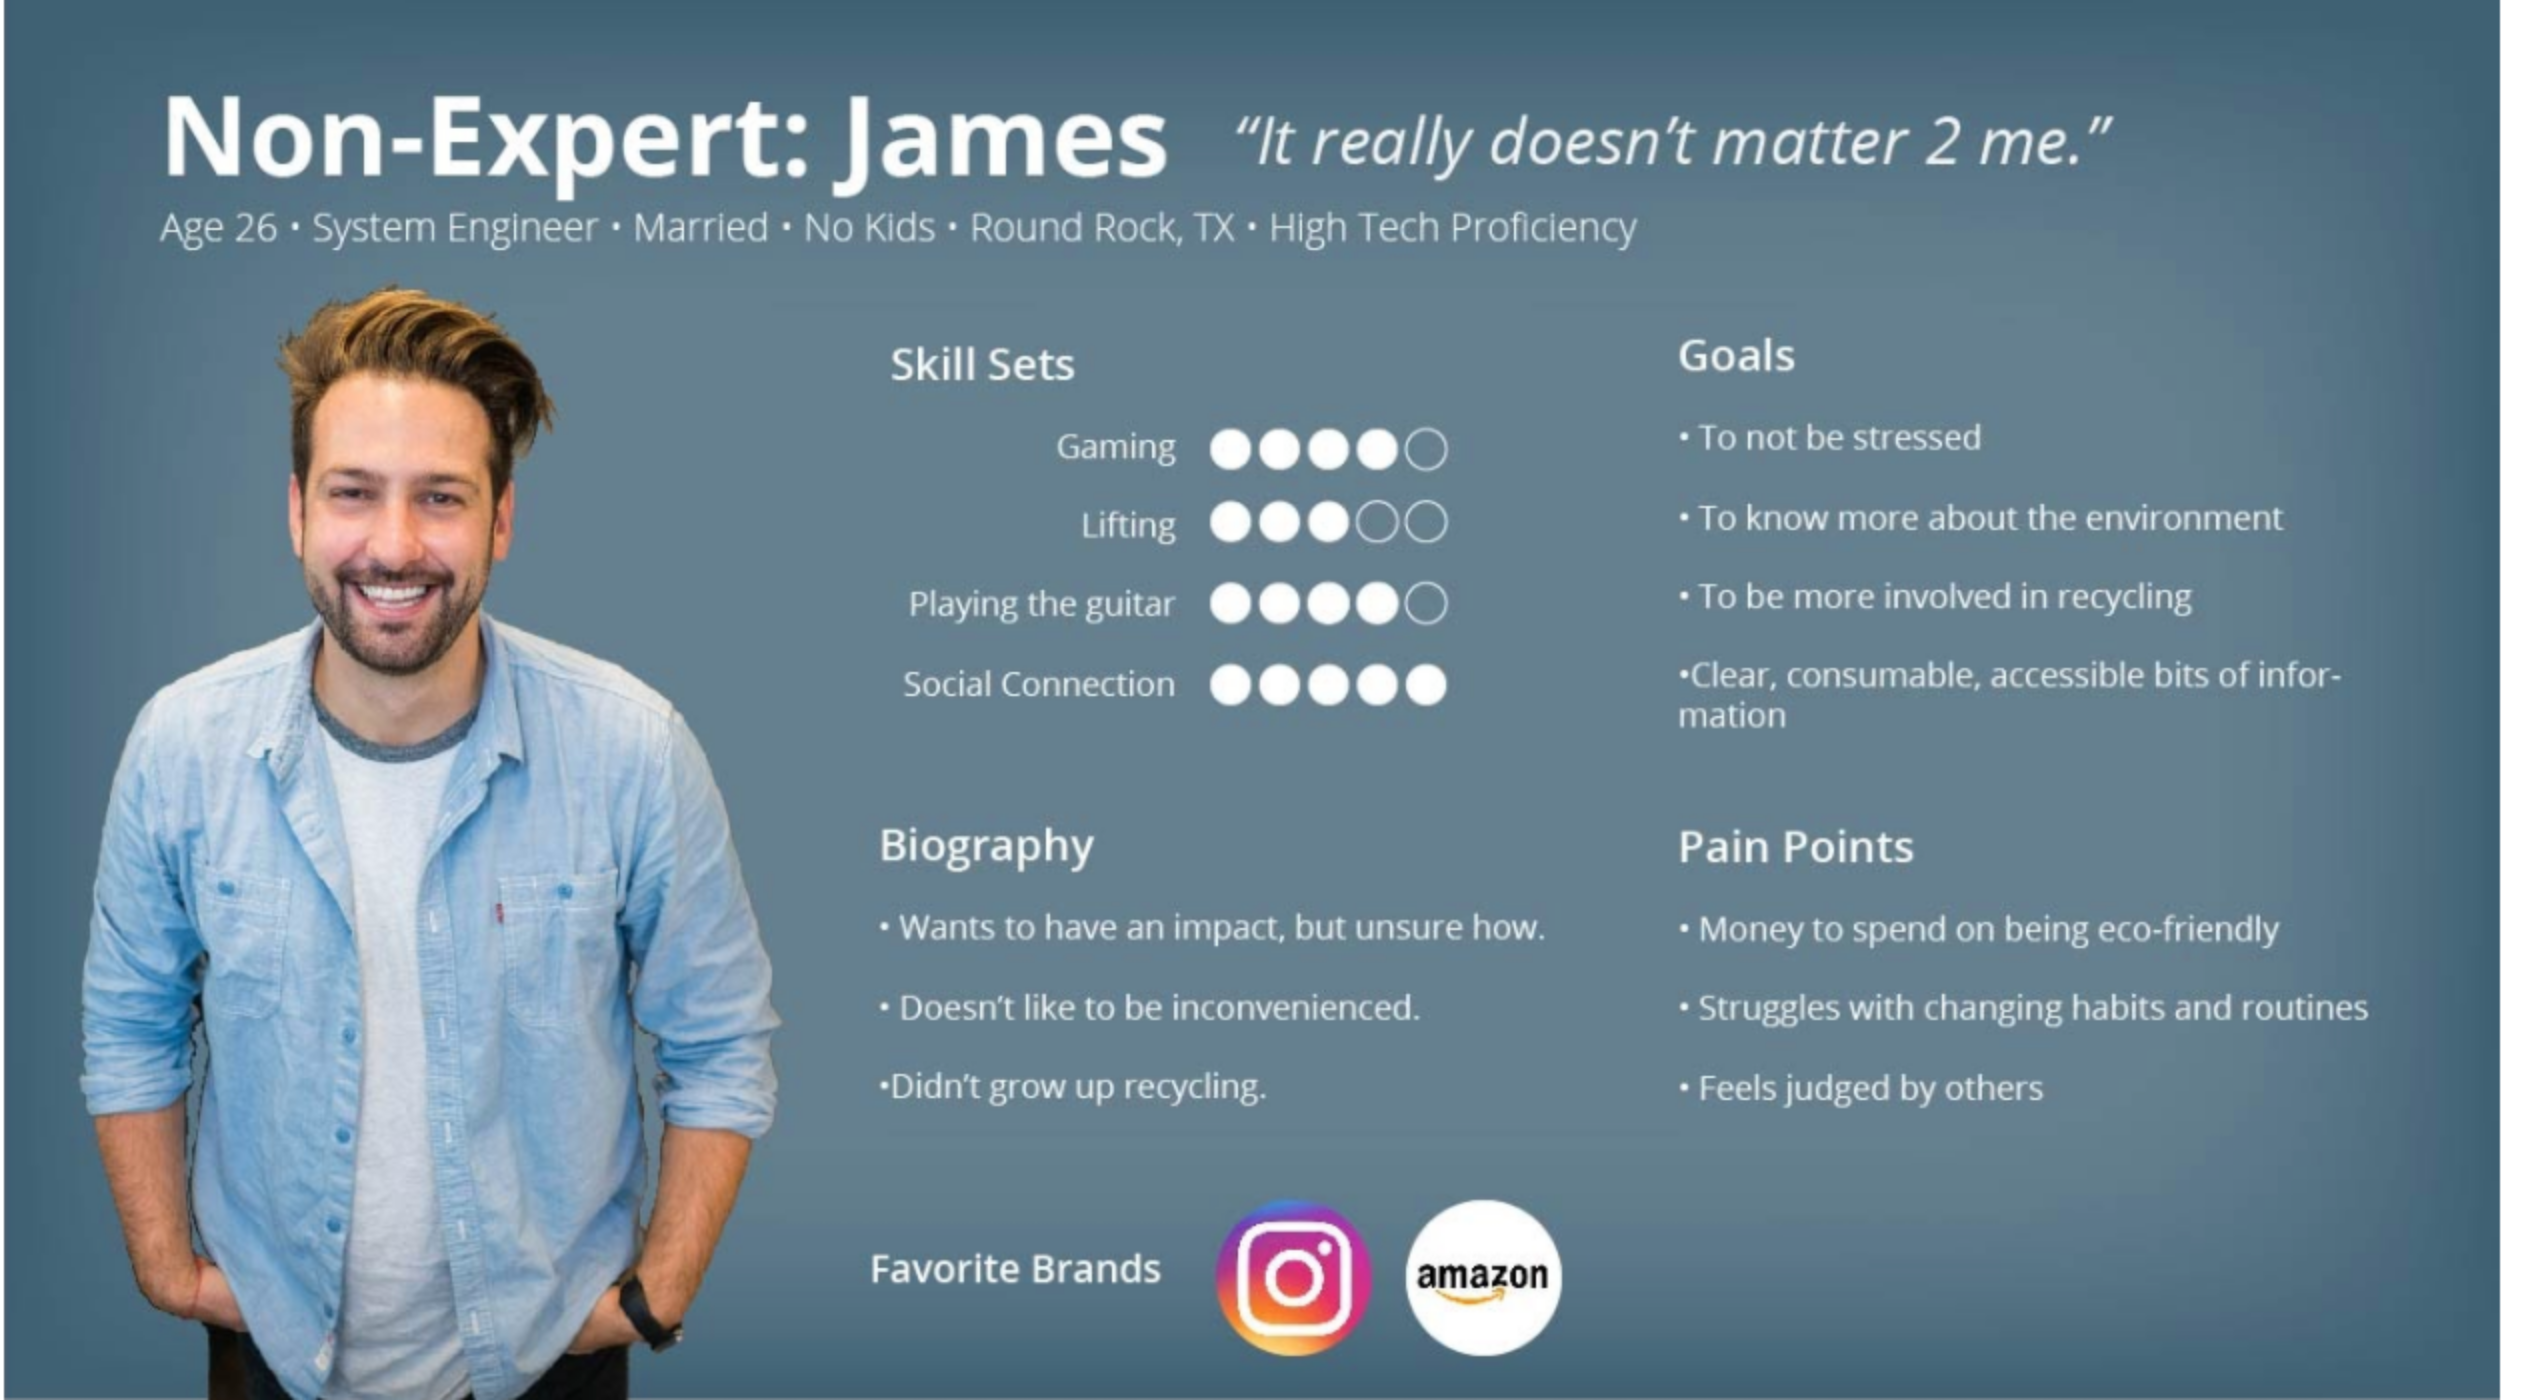 Non-Expert: James “It really doesn’t matter 2 me.”
Age 26 • System Engineer • Married • No Kids • Round Rock, TX • High Tech Proficiency
Skill Sets
Gaming
Lifting
Playing the guitar
Social Connection
Goals
• To not be stressed
• To know more about the environment
• To be more involved in recycling
•Clear, consumable, accessible bits of infor-
mation
Biography
• Wants to have an impact, but unsure how.
• Doesn’t like to be inconvenienced.
•Didn’t grow up recycling.
Pain Points
• Money to spend on being eco-friendly
• Struggles with changing habits and routines
• Feels judged by others
Favorite Brands
amazon